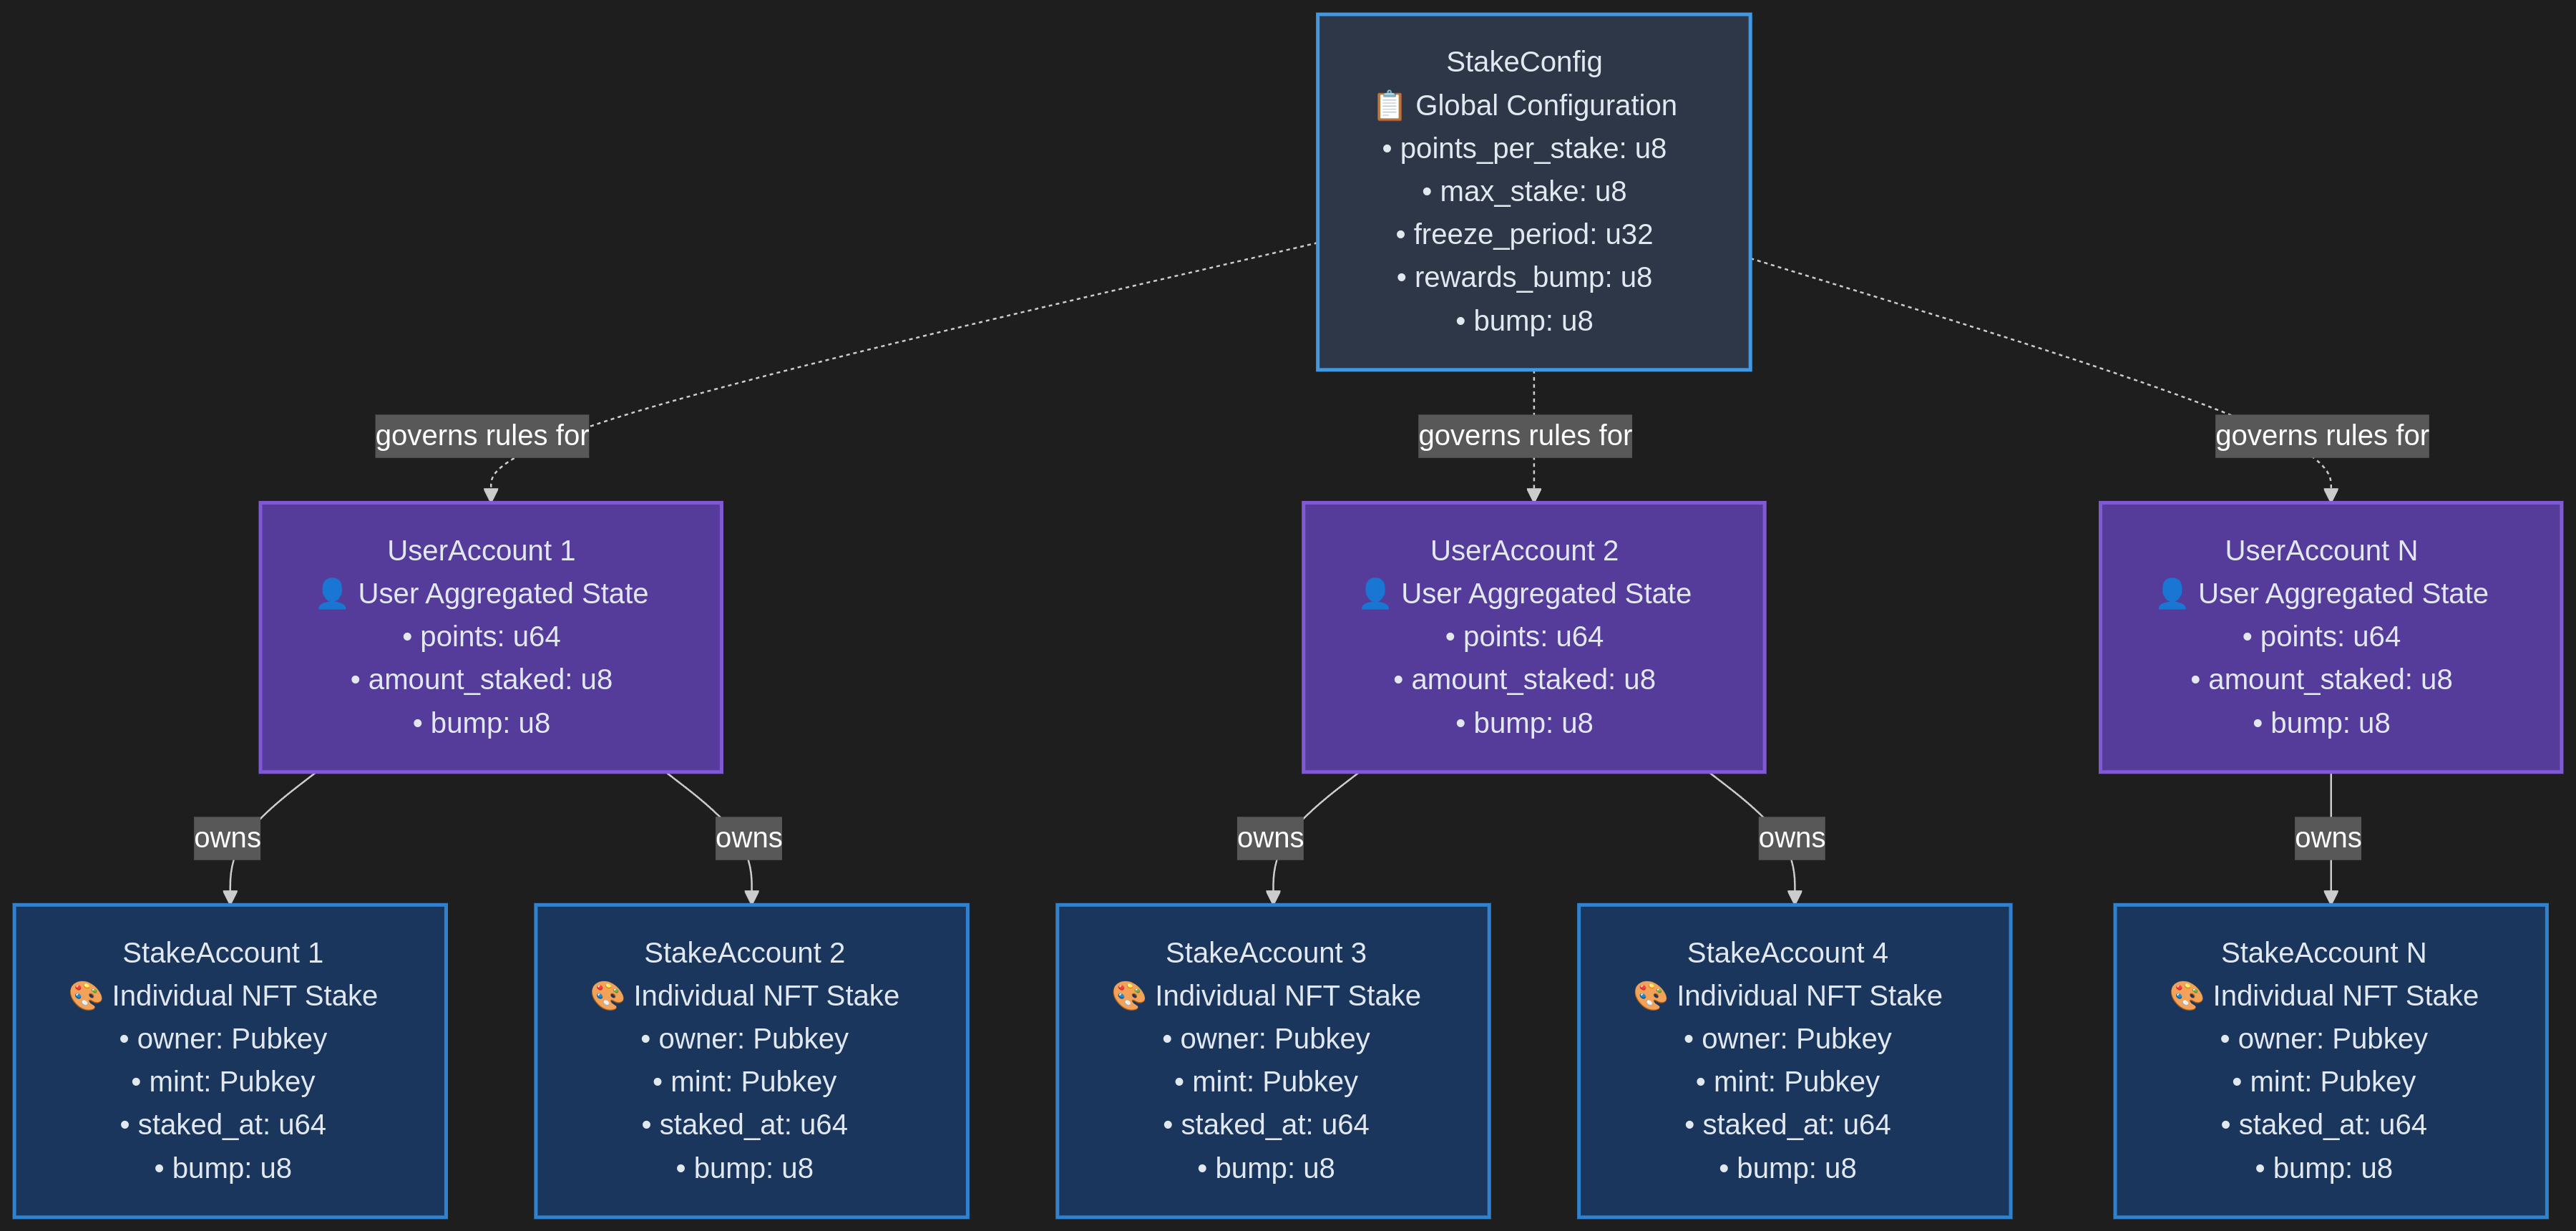 StakeConfig
📋 Global Configuration
• points_per_stake: u8
• max_stake: u8
• freeze_period: u32
• rewards_bump: u8
• bump: u8
governs rules for
governs rules for
governs rules for
UserAccount 1
👤 User Aggregated State
• points: u64
• amount_staked: u8
• bump: u8
UserAccount 2
👤 User Aggregated State
• points: u64
• amount_staked: u8
• bump: u8
UserAccount N
👤 User Aggregated State
• points: u64
• amount_staked: u8
• bump: u8
owns
owns
owns
owns
owns
StakeAccount 1
🎨 Individual NFT Stake
• owner: Pubkey
• mint: Pubkey
• staked_at: u64
• bump: u8
StakeAccount 2
🎨 Individual NFT Stake
• owner: Pubkey
• mint: Pubkey
• staked_at: u64
• bump: u8
StakeAccount 3
🎨 Individual NFT Stake
• owner: Pubkey
• mint: Pubkey
• staked_at: u64
• bump: u8
StakeAccount 4
🎨 Individual NFT Stake
• owner: Pubkey
• mint: Pubkey
• staked_at: u64
• bump: u8
StakeAccount N
🎨 Individual NFT Stake
• owner: Pubkey
• mint: Pubkey
• staked_at: u64
• bump: u8